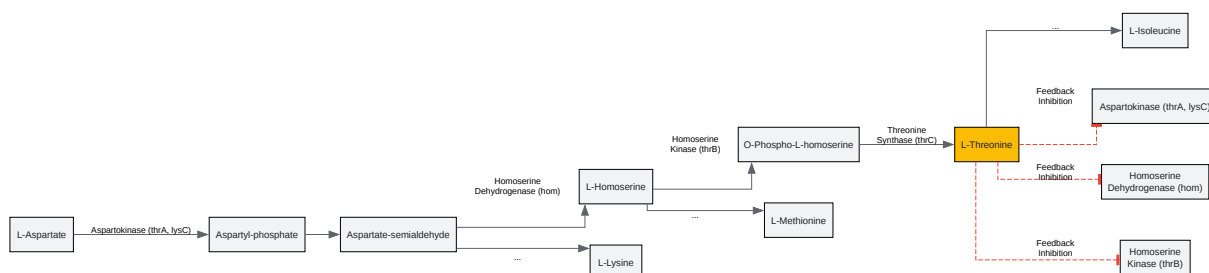 ...
L-Isoleucine
Feedback
Inhibition
Aspartokinase (thrA, lysC)
Homoserine
Kinase (thrB)
O-Phospho-L-homoserine
Threonine
Synthase (thrC)
L-Threonine
Feedback
Inhibition
Homoserine
Dehydrogenase (hom)
Homoserine
Dehydrogenase (hom)
L-Homoserine
...
L-Methionine
L-Aspartate
Aspartokinase (thrA, lysC)
Aspartyl-phosphate
Aspartate-semialdehyde
...
L-Lysine
Feedback
Inhibition
Homoserine
Kinase (thrB)